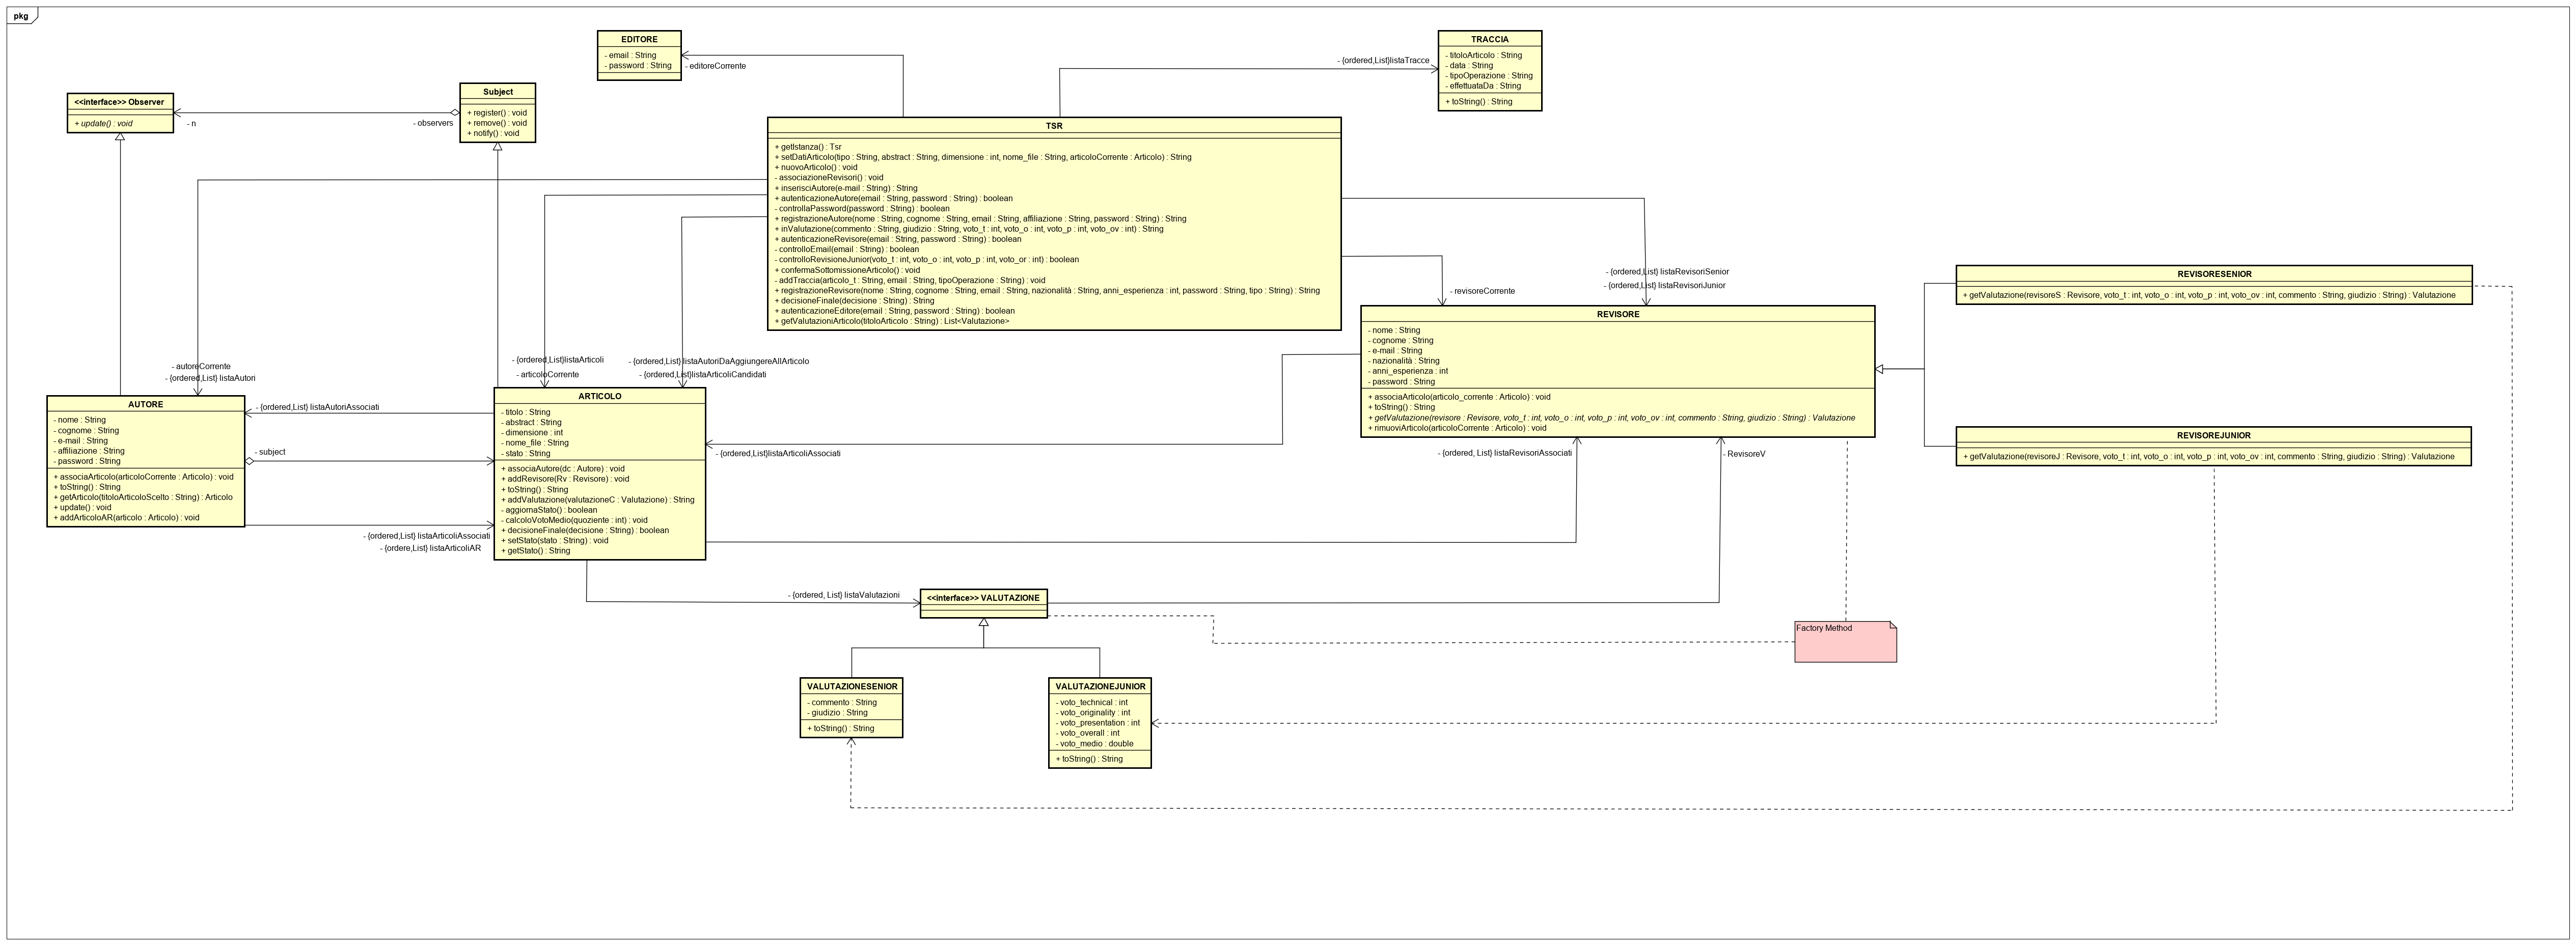 pkg
EDITORE
- email : String
- password : String
- editoreCorrente
TRACCIA
- titoloArticolo : String
- data : String
- tipoOperazione : String
- effettuataDa : String
+ toString() : String
- {ordered,List}listaTracce
<<interface>> Observer
+ update() : void
- n
- observers
Subject
+ register() : void
+ remove() : void
+ notify() : void
TSR
+ getIstanza() : Tsr
+ setDatiArticolo(tipo : String, abstract : String, dimensione : int, nome_file : String, articoloCorrente : Articolo) : String
+ nuovoArticolo() : void
- associazioneRevisori() : void
+ inserisciAutore(e-mail : String) : String
+ autenticazioneAutore(email : String, password : String) : boolean
- controllaPassword(password : String) : boolean
+ registrazioneAutore(nome : String, cognome : String, email : String, affiliazione : String, password : String) : String
+ inValutazione(commento : String, giudizio : String, voto_t : int, voto_o : int, voto_p : int, voto_ov : int) : String
+ autenticazioneRevisore(email : String, password : String) : boolean
- controlloEmail(email : String) : boolean
- controlloRevisioneJunior(voto_t : int, voto_o : int, voto_p : int, voto_or : int) : boolean
+ confermaSottomissioneArticolo() : void
- addTraccia(articolo_t : String, email : String, tipoOperazione : String) : void
+ registrazioneRevisore(nome : String, cognome : String, email : String, nazionalità : String, anni_esperienza : int, password : String, tipo : String) : String
+ decisioneFinale(decisione : String) : String
+ autenticazioneEditore(email : String, password : String) : boolean
+ getValutazioniArticolo(titoloArticolo : String) : List<Valutazione>
- {ordered,List} listaRevisoriSenior
- {ordered,List} listaRevisoriJunior
- revisoreCorrente
REVISORESENIOR
+ getValutazione(revisoreS : Revisore, voto_t : int, voto_o : int, voto_p : int, voto_ov : int, commento : String, giudizio : String) : Valutazione
REVISORE
- nome : String
- cognome : String
- e-mail : String
- nazionalità : String
- anni_esperienza : int
- password : String
+ associaArticolo(articolo_corrente : Articolo) : void
+ toString() : String
+ getValutazione(revisore : Revisore, voto_t : int, voto_o : int, voto_p : int, voto_ov : int, commento : String, giudizio : String) : Valutazione
+ rimuoviArticolo(articoloCorrente : Articolo) : void
REVISOREJUNIOR
+ getValutazione(revisoreJ : Revisore, voto_t : int, voto_o : int, voto_p : int, voto_ov : int, commento : String, giudizio : String) : Valutazione
- autoreCorrente
- {ordered,List} listaAutori
- {ordered,List}listaArticoli
- articoloCorrente
- {ordered,List} listaAutoriDaAggiungereAllArticolo
- {ordered,List}listaArticoliCandidati
AUTORE
- nome : String
- cognome : String
- e-mail : String
- affiliazione : String
- password : String
+ associaArticolo(articoloCorrente : Articolo) : void
+ toString() : String
+ getArticolo(titoloArticoloScelto : String) : Articolo
+ update() : void
+ addArticoloAR(articolo : Articolo) : void
- {ordered,List} listaAutoriAssociati
- subject
- {ordered,List} listaArticoliAssociati
- {ordere,List} listaArticoliAR
ARTICOLO
- titolo : String
- abstract : String
- dimensione : int
- nome_file : String
- stato : String
+ associaAutore(dc : Autore) : void
+ addRevisore(Rv : Revisore) : void
+ toString() : String
+ addValutazione(valutazioneC : Valutazione) : String
- aggiornaStato() : boolean
- calcoloVotoMedio(quoziente : int) : void
+ decisioneFinale(decisione : String) : boolean
+ setStato(stato : String) : void
+ getStato() : String
- {ordered,List}listaArticoliAssociati
- {ordered, List} listaRevisoriAssociati
- RevisoreV
- {ordered, List} listaValutazioni
<<interface>> VALUTAZIONE
Factory Method
VALUTAZIONESENIOR
- commento : String
- giudizio : String
+ toString() : String
VALUTAZIONEJUNIOR
- voto_technical : int
- voto_originality : int
- voto_presentation : int
- voto_overall : int
- voto_medio : double
+ toString() : String